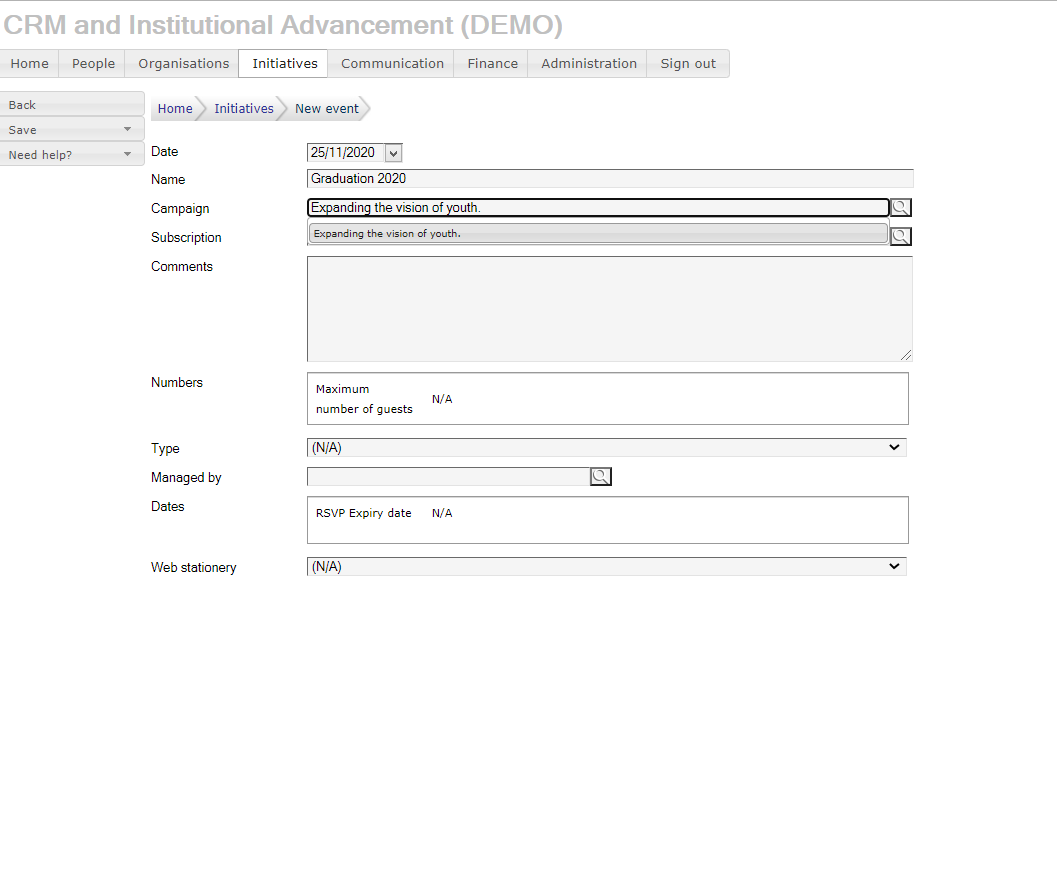 CRM and Institutional Advancement (DEMO)
Home People Organisations Initiatives Communication Finance Administration Sign out
Back
Save
Need help?
Home Initiatives New event
Date 25/11/2020
Name Graduation 2020
Campaign Expanding the vision of youth.
Subscription Expanding the vision of youth.
Comments
Numbers
Maximum
number of guests N/A
Type (N/A)
Managed by
Dates
RSVP Expiry date N/A
Web stationery (N/A)